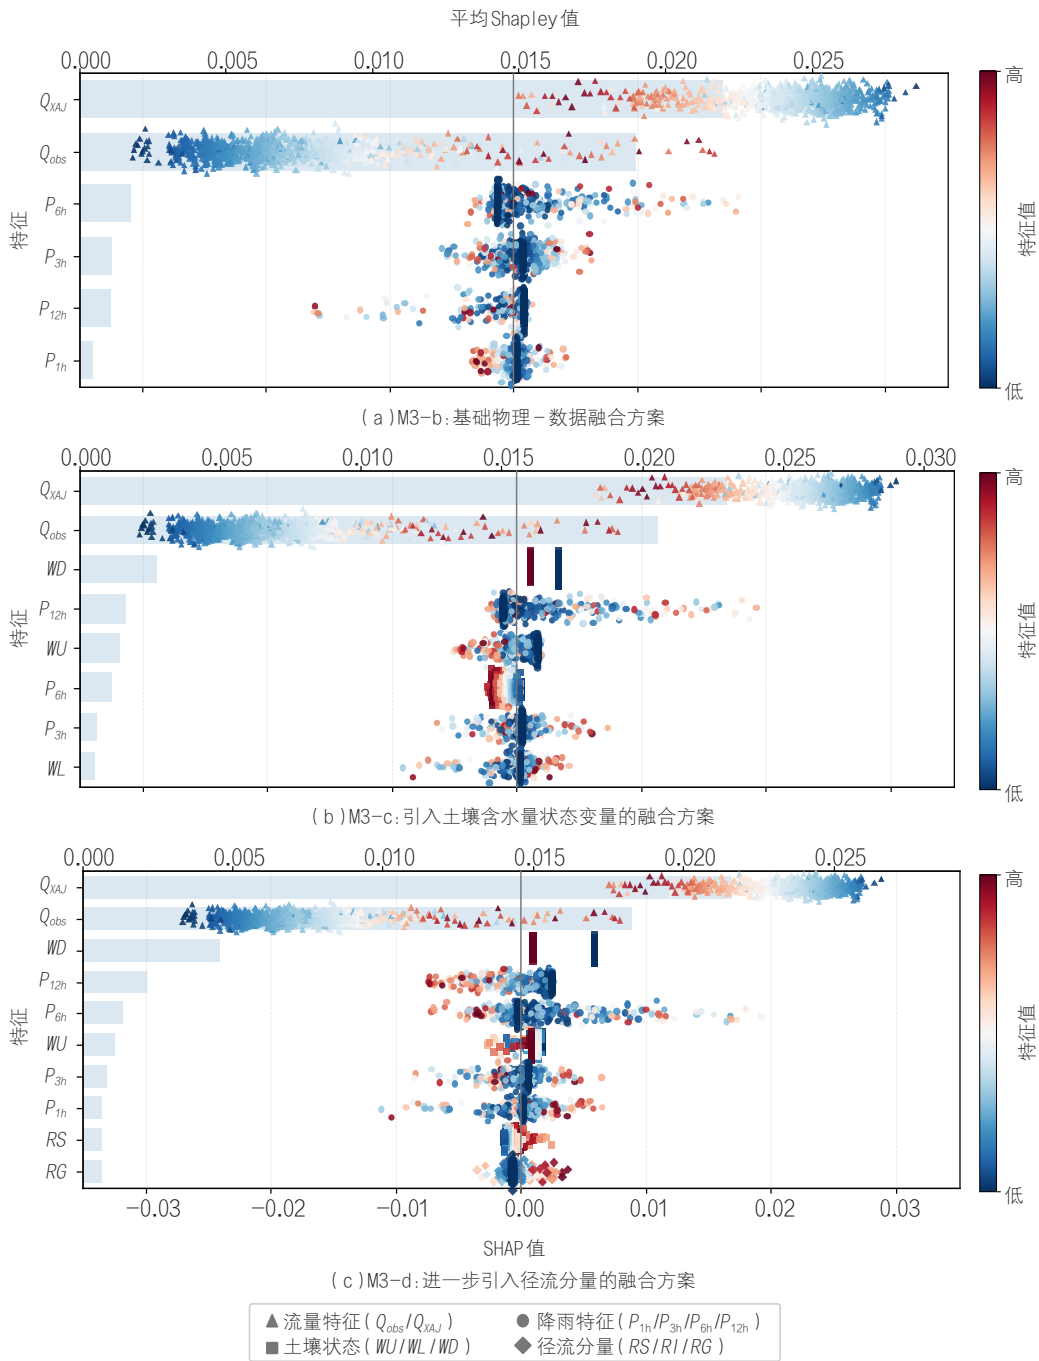 平均Shapley值
0.000 0.005 0.010 0.015 0.020 0.025
高
Q_XAJ
Q_obs
P_6h
P_3h
P_12h
P_1h
特征
特征值
低
(a)M3-b:基础物理-数据融合方案
0.000 0.005 0.010 0.015 0.020 0.025 0.030
高
Q_XAJ
Q_obs
WD
P_12h
WU
P_6h
P_3h
WL
特征
特征值
低
(b)M3-c:引入土壤含水量状态变量的融合方案
0.000 0.005 0.010 0.015 0.020 0.025
高
Q_XAJ
Q_obs
WD
P_12h
P_6h
WU
P_3h
P_1h
RS
RG
特征
特征值
低
-0.03 -0.02 -0.01 0.00 0.01 0.02 0.03
SHAP值
(c)M3-d:进一步引入径流分量的融合方案
▲ 流量特征(Q_obs/Q_XAJ) ● 降雨特征(P_1h/P_3h/P_6h/P_12h)
■ 土壤状态(WU/WL/WD) ◆ 径流分量(RS/RI/RG)